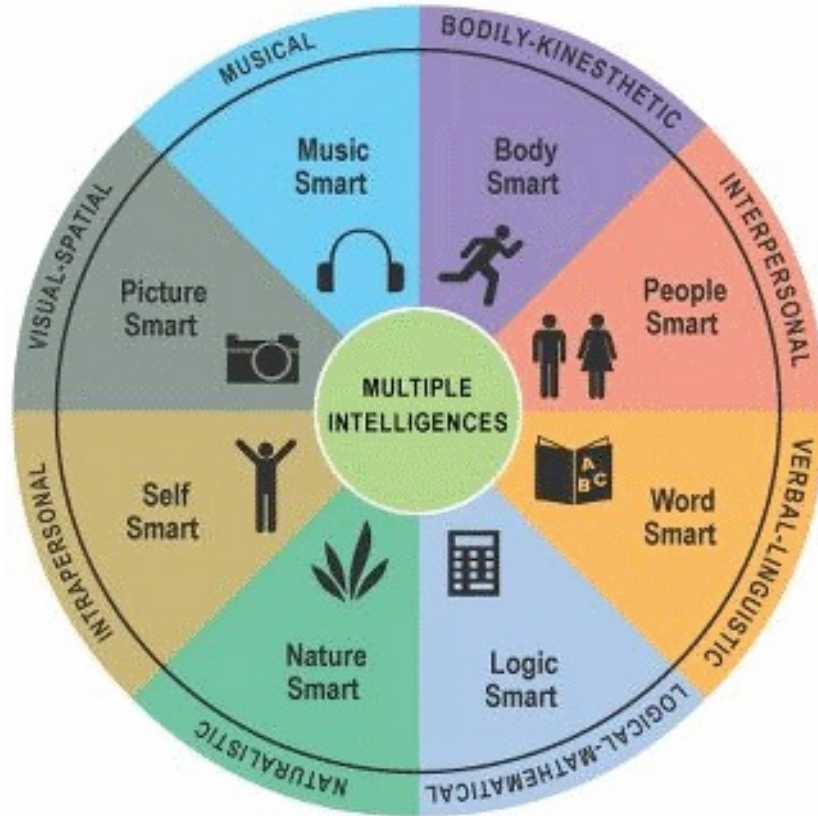 MUSICAL
BODILY-KINESTHETIC
INTERPERSONAL
VERBAL-LINGUISTIC
LOGICAL-MATHEMATICAL
NATURALISTIC
INTRAPERSONAL
VISUAL-SPATIAL
Music
Smart
Body
Smart
People
Smart
Word
Smart
A
B C
Logic
Smart
Nature
Smart
Self
Smart
Picture
Smart
MULTIPLE
INTELLIGENCES